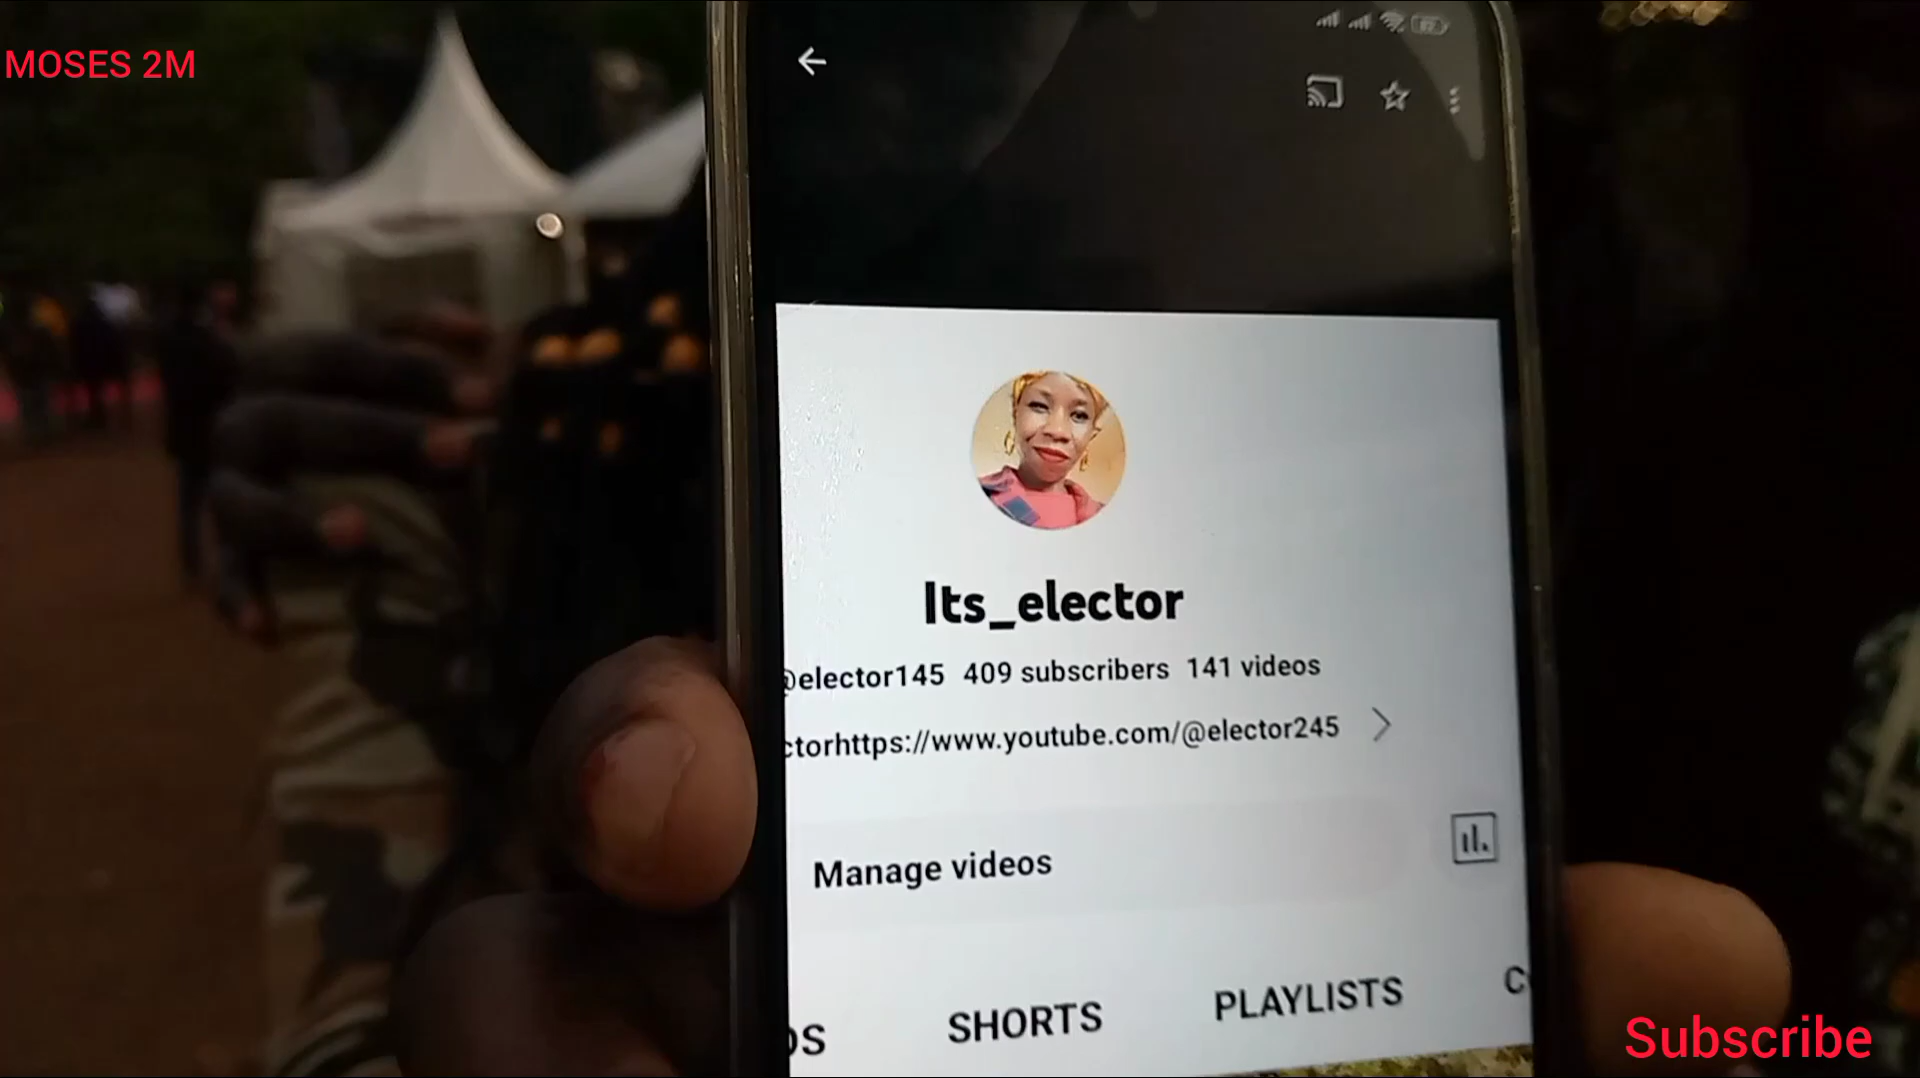 MOSES 2M
Its_elector
@elector145 409 subscribers 141 videos
ctorhttps://www.youtube.com/@elector245
Manage videos
SHORTS
PLAYLISTS
Subscribe